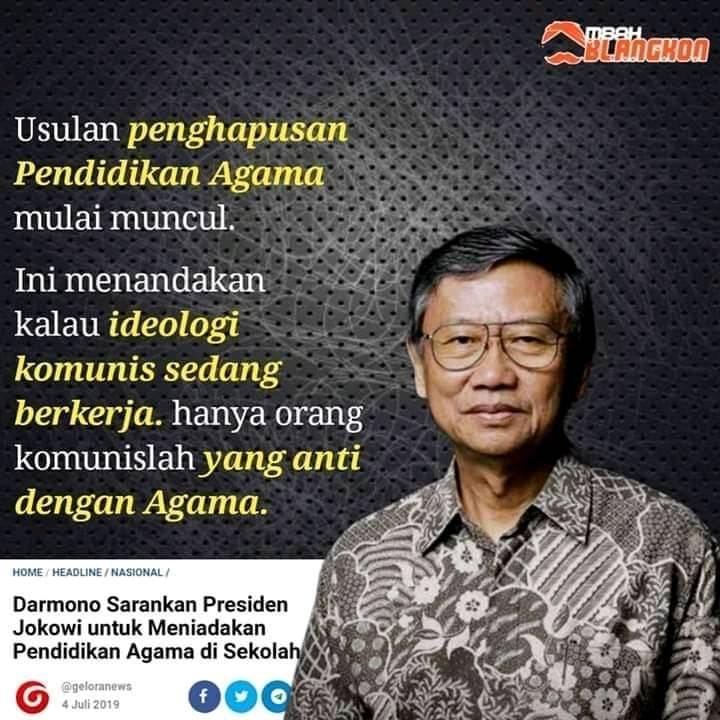 MBAH
BLANGKON
Usulan penghapusan
Pendidikan Agama
mulai muncul.
Ini menandakan
kalau ideologi
komunis sedang
berkerja. hanya orang
komunislah yang anti
dengan Agama.
HOME / HEADLINE / NASIONAL /
Darmono Sarankan Presiden
Jokowi untuk Meniadakan
Pendidikan Agama di Sekolah
@geloranews
4 Juli 2019